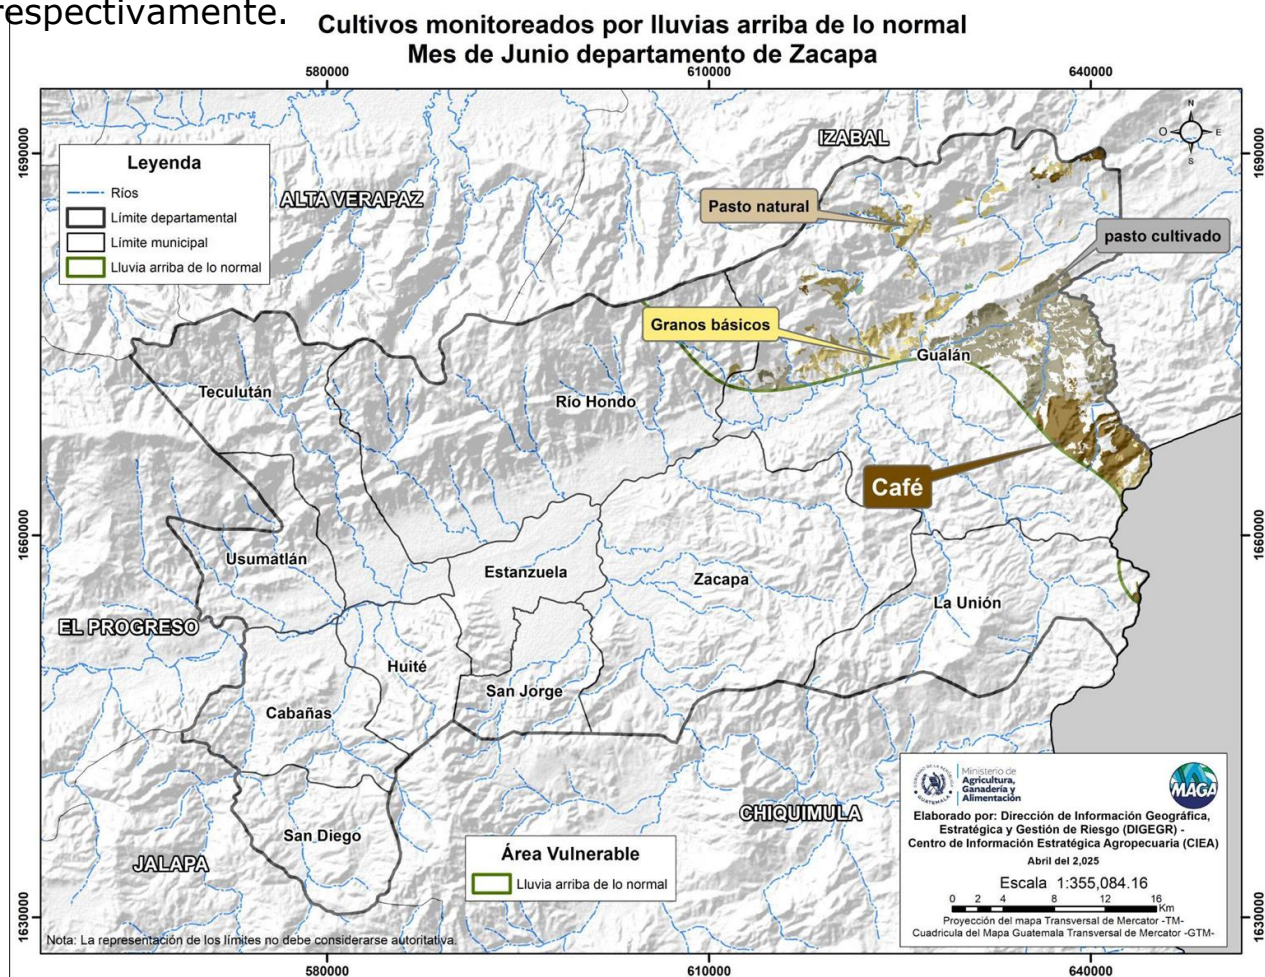 respectivamente.
Cultivos monitoreados por lluvias arriba de lo normal
Mes de Junio departamento de Zacapa
580000
610000
640000
1690000
1690000
N
O
E
S
IZABAL
Leyenda
Ríos
Límite departamental
Límite municipal
Lluvia arriba de lo normal
ALTA VERAPAZ
Pasto natural
pasto cultivado
Granos básicos
Gualán
Teculután
Río Hondo
Café
1660000
1660000
Usumatlán
Estanzuela
Zacapa
La Unión
EL PROGRESO
Huité
San Jorge
Cabañas
CHIQUIMULA
San Diego
JALAPA
Área Vulnerable
Lluvia arriba de lo normal
Ministerio de
Agricultura,
Ganadería y
Alimentación
MAGA
Elaborado por: Dirección de Información Geográfica,
Estratégica y Gestión de Riesgo (DIGEGR) -
Centro de Información Estratégica Agropecuaria (CIEA)
Abril del 2,025
Escala 1:355,084.16
0 2 4 8 12 16
Km
Proyección del mapa Transversal de Mercator -TM-
Cuadricula del Mapa Guatemala Transversal de Mercator -GTM-
1630000
1630000
Nota: La representación de los límites no debe considerarse autoritativa.
580000
610000
640000